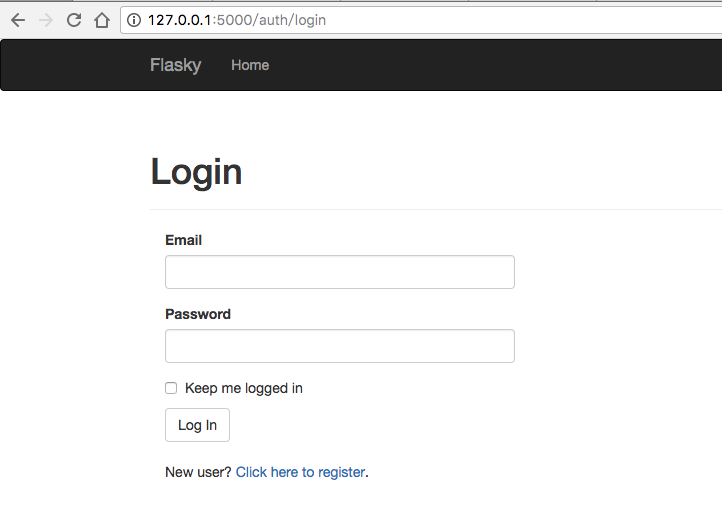 127.0.0.1:5000/auth/login
Flasky Home
Login
Email
Password
Keep me logged in
Log In
New user? Click here to register.